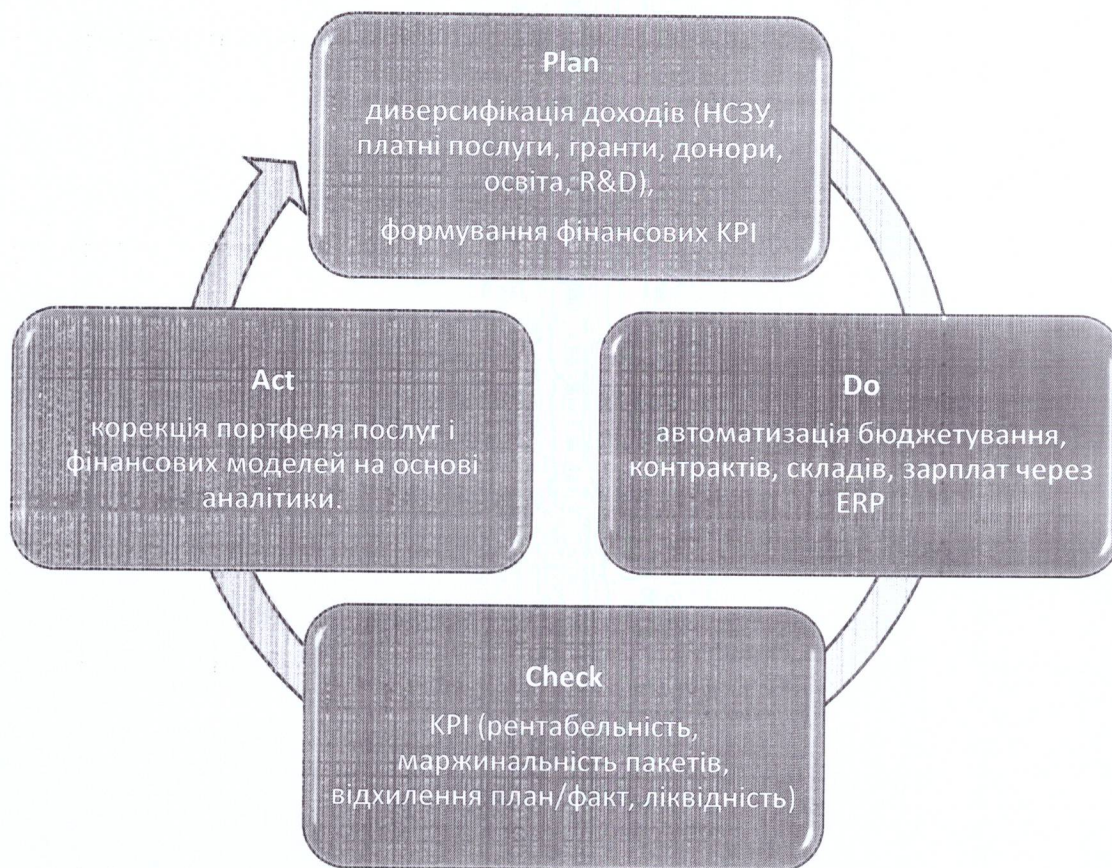 Plan
диверсифікація доходів (НСЗУ,
платні послуги, гранти, донори,
освіта, R&D),
формування фінансових KPI
Do
автоматизація бюджетування,
контрактів, складів, зарплат через
ERP
Check
KPI (рентабельність,
маржинальність пакетів,
відхилення план/факт, ліквідність)
Act
корекція портфеля послуг і
фінансових моделей на основі
аналітики.